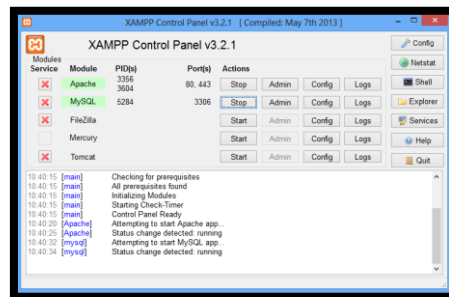 XAMPP Control Panel v3.2.1 [ Compiled: May 7th 2013 ]
XAMPP Control Panel v3.2.1
Config
Modules
Service Module PID(s) Port(s) Actions
Netstat
Apache 3356 3604 80, 443 Stop Admin Config Logs
Shell
MySQL 5284 3306 Stop Admin Config Logs
Explorer
FileZilla Start Admin Config Logs
Services
Mercury Start Admin Config Logs
Help
Tomcat Start Admin Config Logs
Quit
10:40:15 [main] Checking for prerequisites
10:40:15 [main] All prerequisites found
10:40:15 [main] Initializing Modules
10:40:15 [main] Starting Check-Timer
10:40:15 [main] Control Panel Ready
10:40:20 [Apache] Attempting to start Apache app...
10:40:25 [Apache] Status change detected: running
10:40:32 [mysql] Attempting to start MySQL app...
10:40:34 [mysql] Status change detected: running